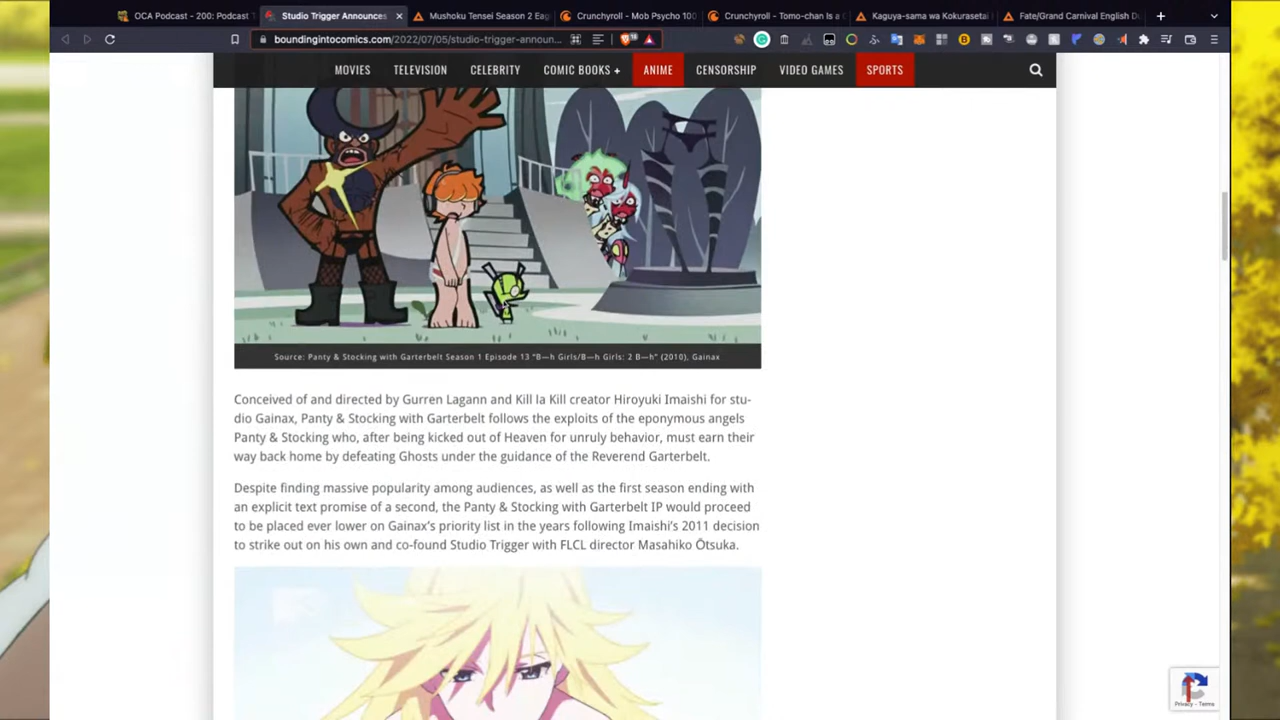 OCA Podcast - 200: Podcast
Studio Trigger Announces
Mushoku Tensei Season 2 Eag
Crunchyroll - Mob Psycho 100
Crunchyroll - Tomo-chan Is a
Kaguya-sama wa Kokurasetai
Fate/Grand Carnival English Du
boundingintocomics.com/2022/07/05/studio-trigger-announ...
MOVIES TELEVISION CELEBRITY COMIC BOOKS + ANIME CENSORSHIP VIDEO GAMES SPORTS
Source: Panty & Stocking with Garterbelt Season 1 Episode 13 "B—h Girls/B—h Girls: 2 B—h" (2010), Gainax
Conceived of and directed by Gurren Lagann and Kill la Kill creator Hiroyuki Imaishi for stu-
dio Gainax, Panty & Stocking with Garterbelt follows the exploits of the eponymous angels
Panty & Stocking who, after being kicked out of Heaven for unruly behavior, must earn their
way back home by defeating Ghosts under the guidance of the Reverend Garterbelt.
Despite finding massive popularity among audiences, as well as the first season ending with
an explicit text promise of a second, the Panty & Stocking with Garterbelt IP would proceed
to be placed ever lower on Gainax's priority list in the years following Imaishi's 2011 decision
to strike out on his own and co-found Studio Trigger with FLCL director Masahiko Ōtsuka.
Privacy - Terms